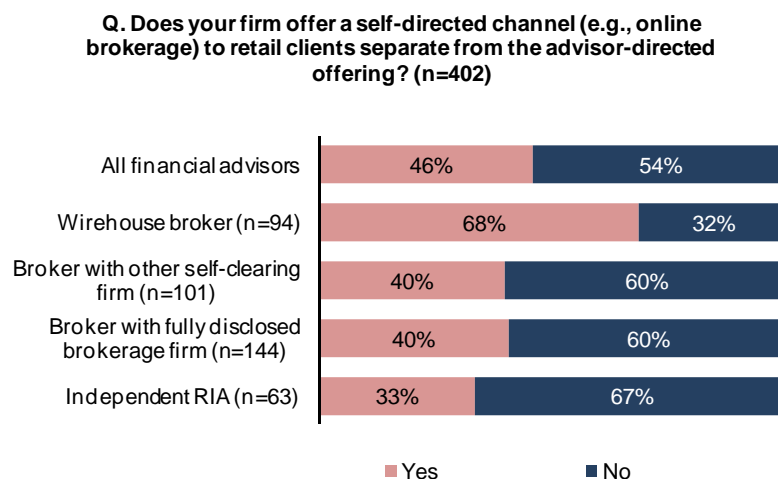 Q. Does your firm offer a self-directed channel (e.g., online
brokerage) to retail clients separate from the advisor-directed
offering? (n=402)
All financial advisors
46%
54%
Wirehouse broker (n=94)
68%
32%
Broker with other self-clearing
firm (n=101)
40%
60%
Broker with fully disclosed
brokerage firm (n=144)
40%
60%
Independent RIA (n=63)
33%
67%
Yes
No